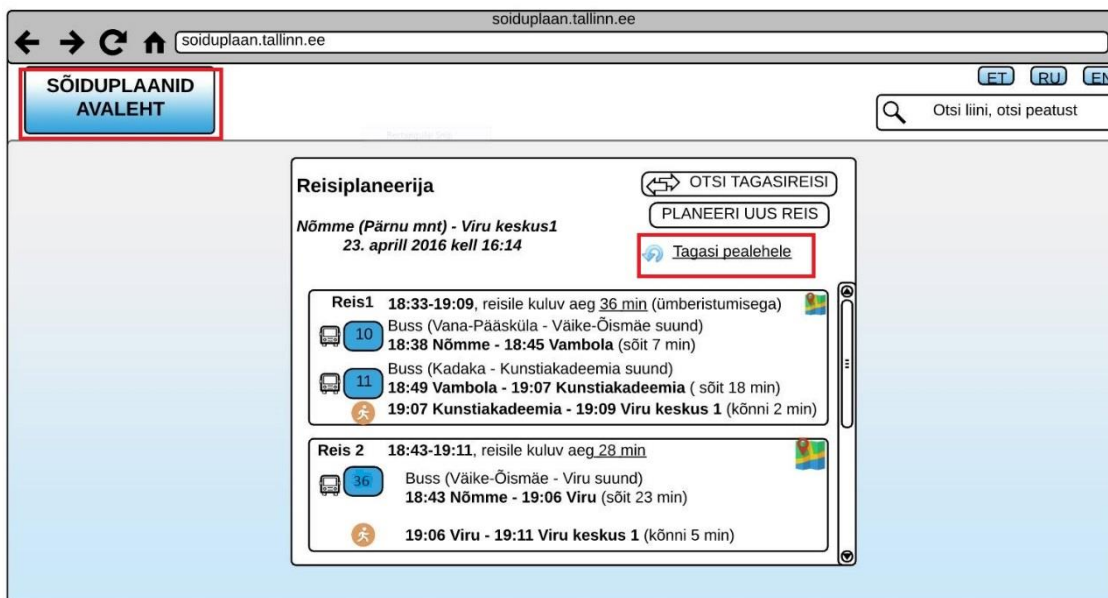 soiduplaan.tallinn.ee
soiduplaan.tallinn.ee
SÕIDUPLAANID
AVALEHT
ET RU EN
Otsi liini, otsi peatust
Reisiplaneerija
OTSI TAGASIREISI
PLANEERI UUS REIS
Nõmme (Pärnu mnt) - Viru keskus1
23. aprill 2016 kell 16:14
Tagasi pealehele
Reis1 18:33-19:09, reisile kuluv aeg 36 min (ümberistumisega)
10 Buss (Vana-Pääsküla - Väike-Õismäe suund)
18:38 Nõmme - 18:45 Vambola (sõit 7 min)
11 Buss (Kadaka - Kunstiakadeemia suund)
18:49 Vambola - 19:07 Kunstiakadeemia ( sõit 18 min)
19:07 Kunstiakadeemia - 19:09 Viru keskus 1 (kõnni 2 min)
Reis 2 18:43-19:11, reisile kuluv aeg 28 min
36 Buss (Väike-Õismäe - Viru suund)
18:43 Nõmme - 19:06 Viru (sõit 23 min)
19:06 Viru - 19:11 Viru keskus 1 (kõnni 5 min)